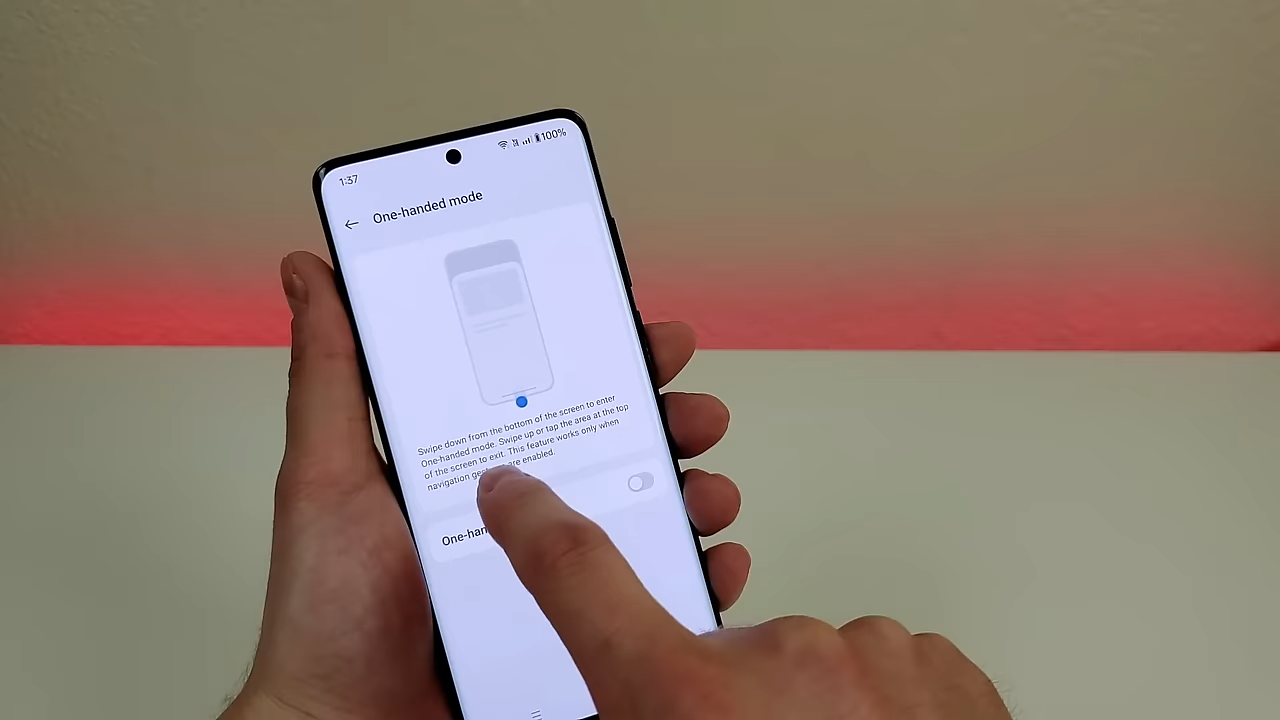 1:37
100%
One-handed mode
Swipe down from the bottom of the screen to enter
One-handed mode. Swipe up or tap the area at the top
of the screen to exit. This feature works only when
navigation are enabled.
One-han